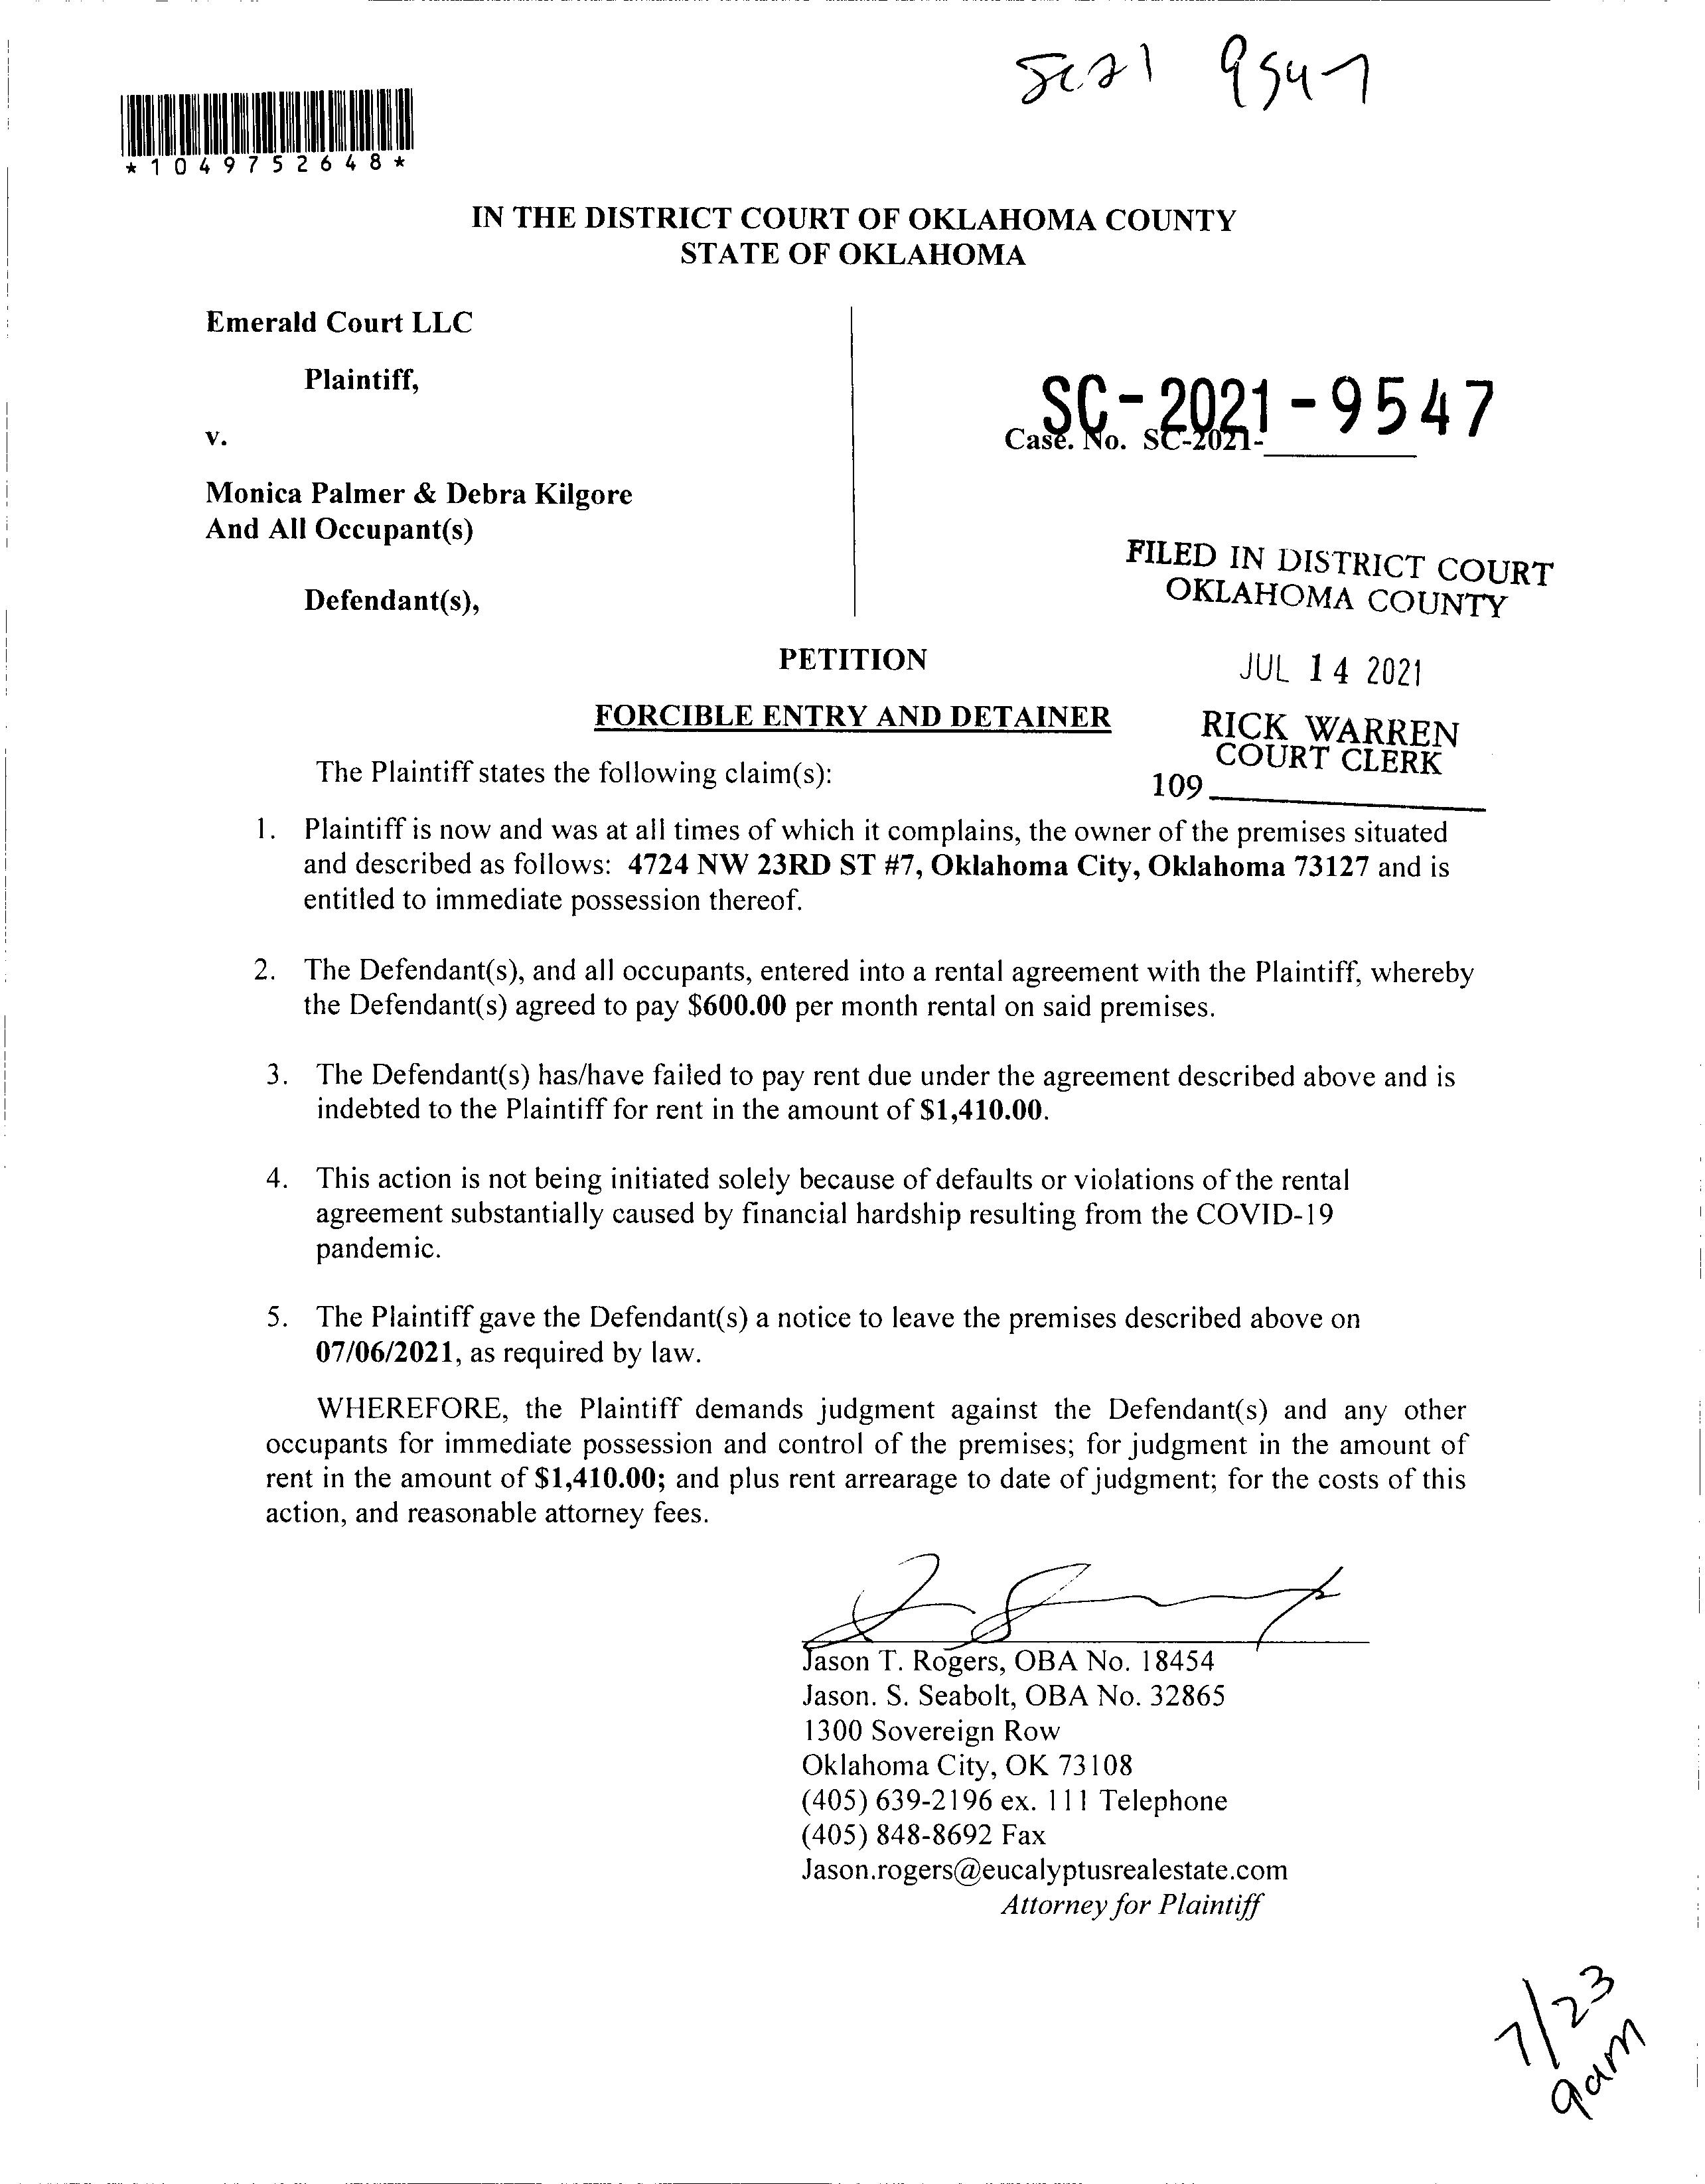 SC21 9547
*1049752648*
IN THE DISTRICT COURT OF OKLAHOMA COUNTY
STATE OF OKLAHOMA
Emerald Court LLC
Plaintiff,
v.
Monica Palmer & Debra Kilgore
And All Occupant(s)
Defendant(s),
SC-2021-9547
Case. No. SC-2021-________
FILED IN DISTRICT COURT
OKLAHOMA COUNTY
JUL 14 2021
RICK WARREN
COURT CLERK
109________
PETITION
FORCIBLE ENTRY AND DETAINER
The Plaintiff states the following claim(s):
1. Plaintiff is now and was at all times of which it complains, the owner of the premises situated
and described as follows: 4724 NW 23RD ST #7, Oklahoma City, Oklahoma 73127 and is
entitled to immediate possession thereof.
2. The Defendant(s), and all occupants, entered into a rental agreement with the Plaintiff, whereby
the Defendant(s) agreed to pay $600.00 per month rental on said premises.
3. The Defendant(s) has/have failed to pay rent due under the agreement described above and is
indebted to the Plaintiff for rent in the amount of $1,410.00.
4. This action is not being initiated solely because of defaults or violations of the rental
agreement substantially caused by financial hardship resulting from the COVID-19
pandemic.
5. The Plaintiff gave the Defendant(s) a notice to leave the premises described above on
07/06/2021, as required by law.
WHEREFORE, the Plaintiff demands judgment against the Defendant(s) and any other
occupants for immediate possession and control of the premises; for judgment in the amount of
rent in the amount of $1,410.00; and plus rent arrearage to date of judgment; for the costs of this
action, and reasonable attorney fees.
Jason T. Rogers, OBA No. 18454
Jason. S. Seabolt, OBA No. 32865
1300 Sovereign Row
Oklahoma City, OK 73108
(405) 639-2196 ex. 111 Telephone
(405) 848-8692 Fax
Jason.rogers@eucalyptusrealestate.com
Attorney for Plaintiff
7/23
9am